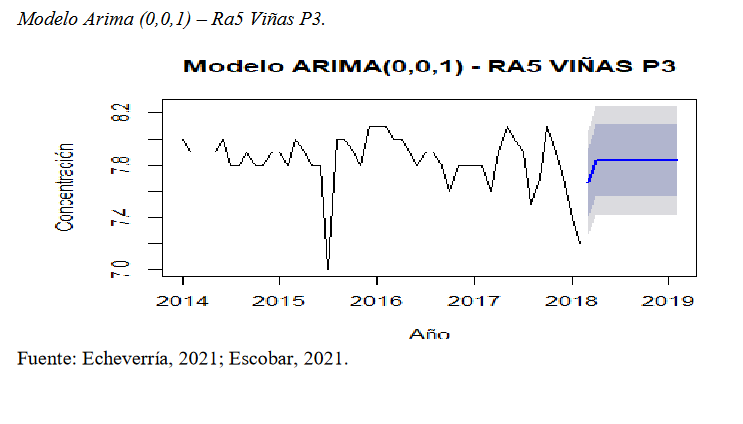 Modelo Arima (0,0,1) – Ra5 Viñas P3.
Modelo ARIMA(0,0,1) - RA5 VIÑAS P3
Concentración
8.2
7.8
7.4
7.0
2014 2015 2016 2017 2018 2019
Año
Fuente: Echeverría, 2021; Escobar, 2021.